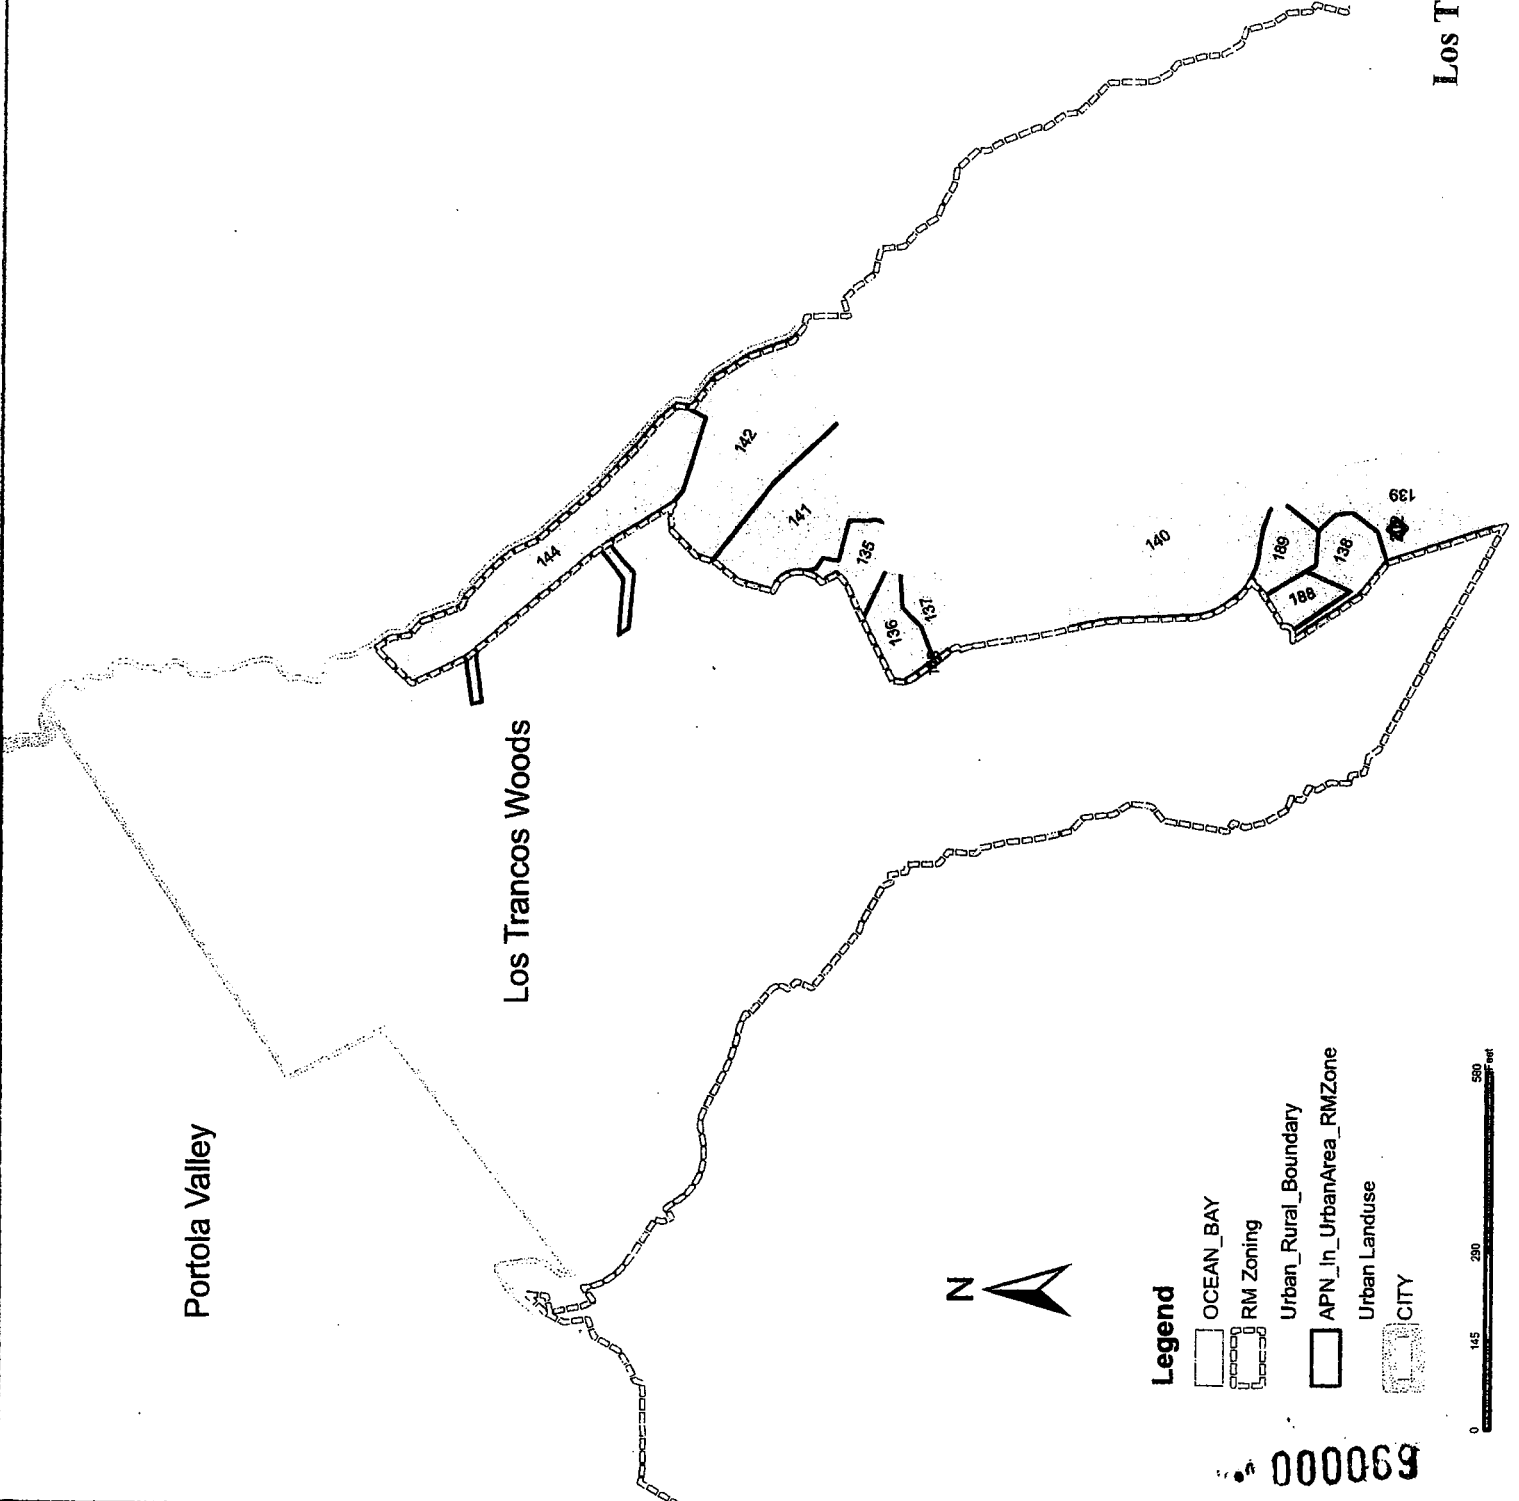 Portola Valley
Los Trancos Woods
144
142
141
135
136
137
140
189
188
138
139
N
Legend
OCEAN_BAY
RM Zoning
Urban_Rural_Boundary
APN_In_UrbanArea_RMZone
Urban Landuse
CITY
0 145 290 580
Feet
Los T